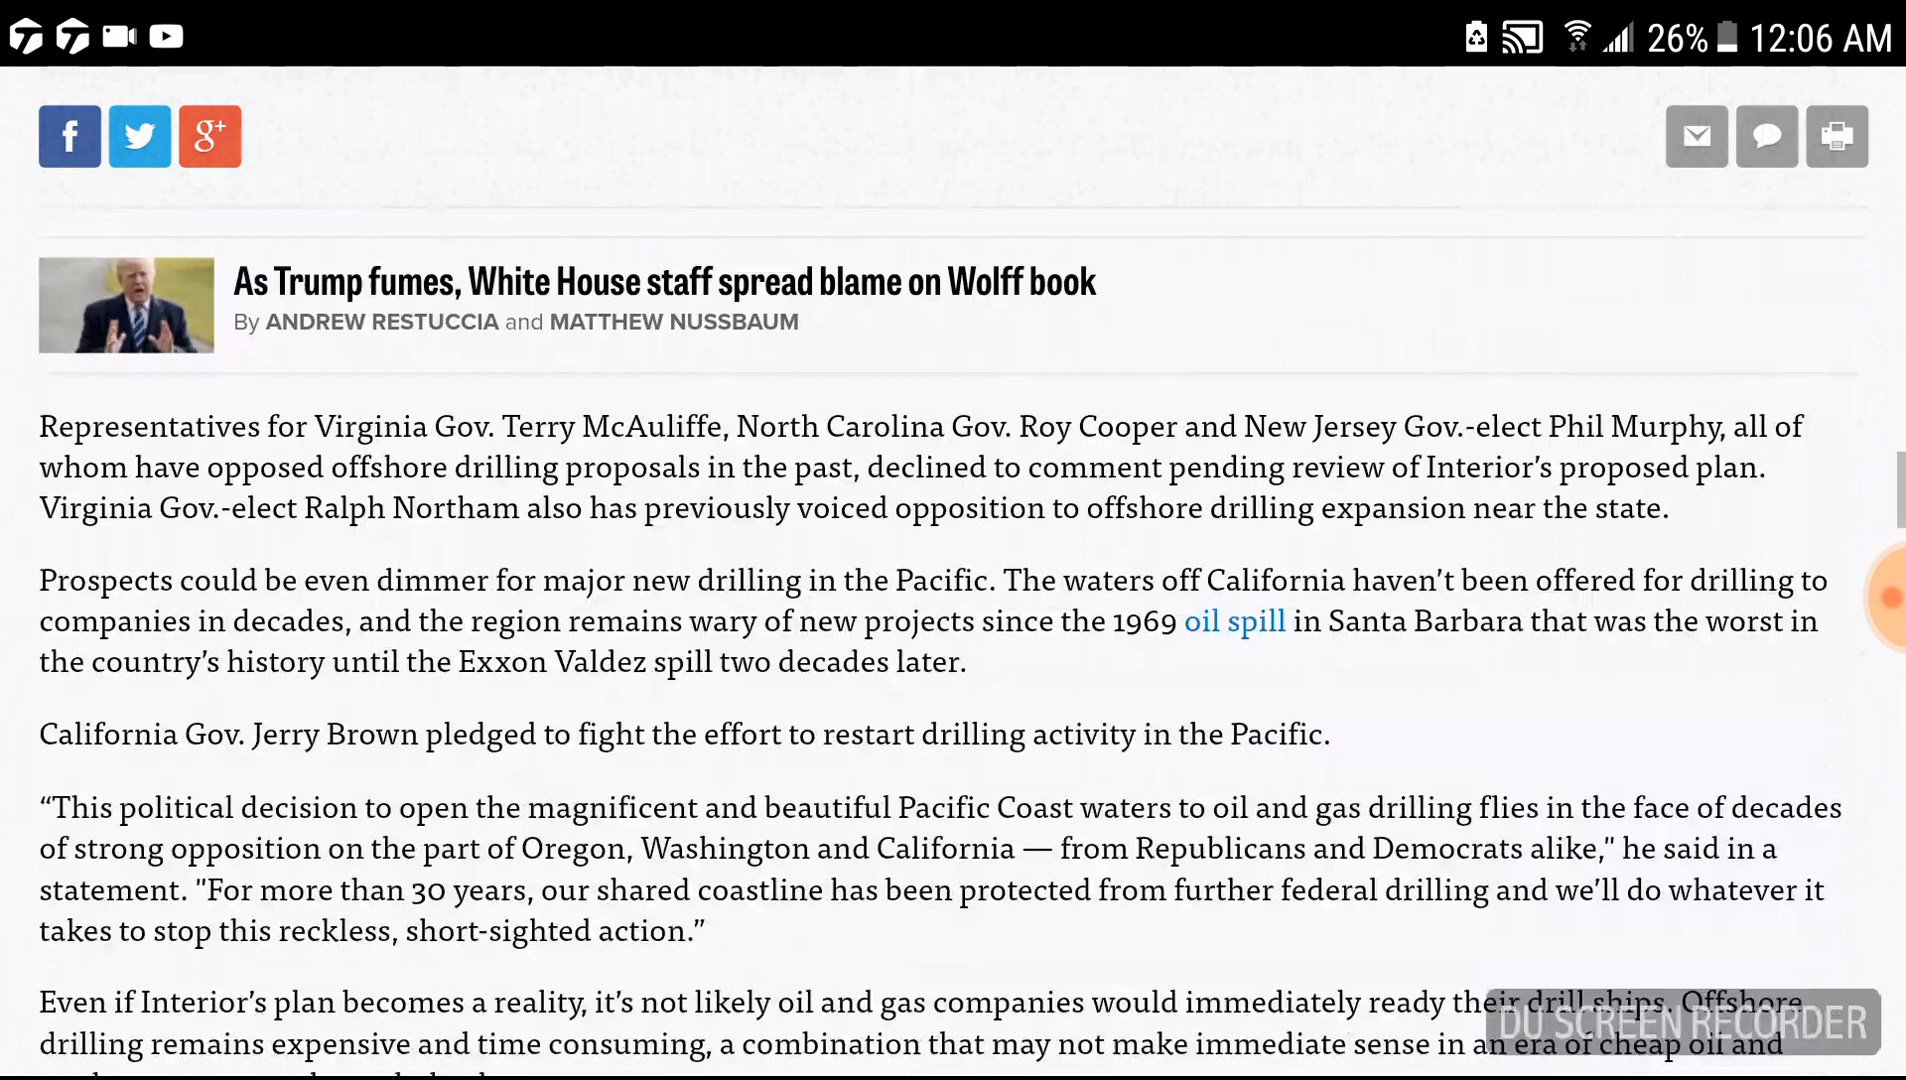 26% 12:06 AM
f g+
As Trump fumes, White House staff spread blame on Wolff book
By ANDREW RESTUCCIA and MATTHEW NUSSBAUM
Representatives for Virginia Gov. Terry McAuliffe, North Carolina Gov. Roy Cooper and New Jersey Gov.-elect Phil Murphy, all of
whom have opposed offshore drilling proposals in the past, declined to comment pending review of Interior’s proposed plan.
Virginia Gov.-elect Ralph Northam also has previously voiced opposition to offshore drilling expansion near the state.
Prospects could be even dimmer for major new drilling in the Pacific. The waters off California haven’t been offered for drilling to
companies in decades, and the region remains wary of new projects since the 1969 oil spill in Santa Barbara that was the worst in
the country’s history until the Exxon Valdez spill two decades later.
California Gov. Jerry Brown pledged to fight the effort to restart drilling activity in the Pacific.
“This political decision to open the magnificent and beautiful Pacific Coast waters to oil and gas drilling flies in the face of decades
of strong opposition on the part of Oregon, Washington and California — from Republicans and Democrats alike," he said in a
statement. "For more than 30 years, our shared coastline has been protected from further federal drilling and we’ll do whatever it
takes to stop this reckless, short-sighted action.”
Even if Interior’s plan becomes a reality, it’s not likely oil and gas companies would immediately ready their drill ships. Offshore
drilling remains expensive and time consuming, a combination that may not make immediate sense in an era of cheap oil and
DU SCREEN RECORDER